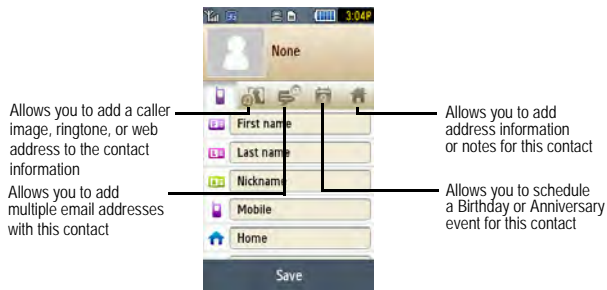 3:04P
None
First name
Last name
Nickname
Mobile
Home
Save
Allows you to add a caller
image, ringtone, or web
address to the contact
information
Allows you to add
multiple email addresses
with this contact
Allows you to add
address information
or notes for this contact
Allows you to schedule
a Birthday or Anniversary
event for this contact